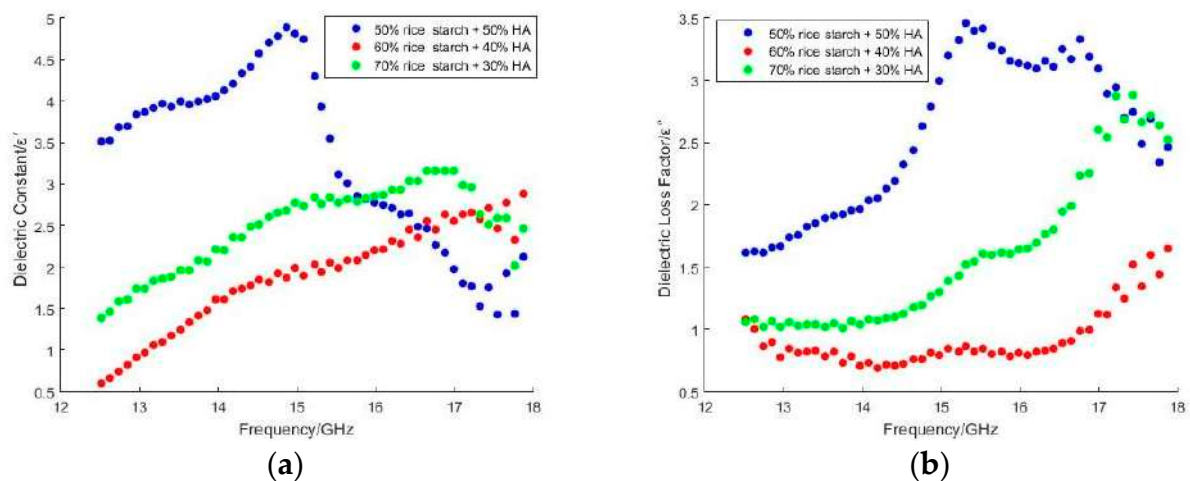 5
4.5
4
3.5
3
2.5
2
1.5
1
0.5
12 13 14 15 16 17 18
Dielectric Constant/ε'
Frequency/GHz
50% rice starch + 50% HA
60% rice starch + 40% HA
70% rice starch + 30% HA
(a)
3.5
3
2.5
2
1.5
1
0.5
12 13 14 15 16 17 18
Dielectric Loss Factor/ε"
Frequency/GHz
50% rice starch + 50% HA
60% rice starch + 40% HA
70% rice starch + 30% HA
(b)